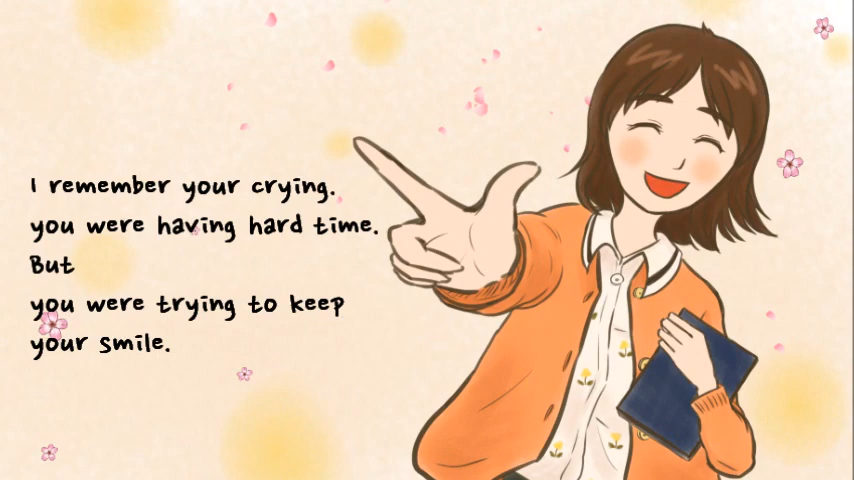 I remember your crying.
you were having hard time.
But
you were trying to keep
your smile.